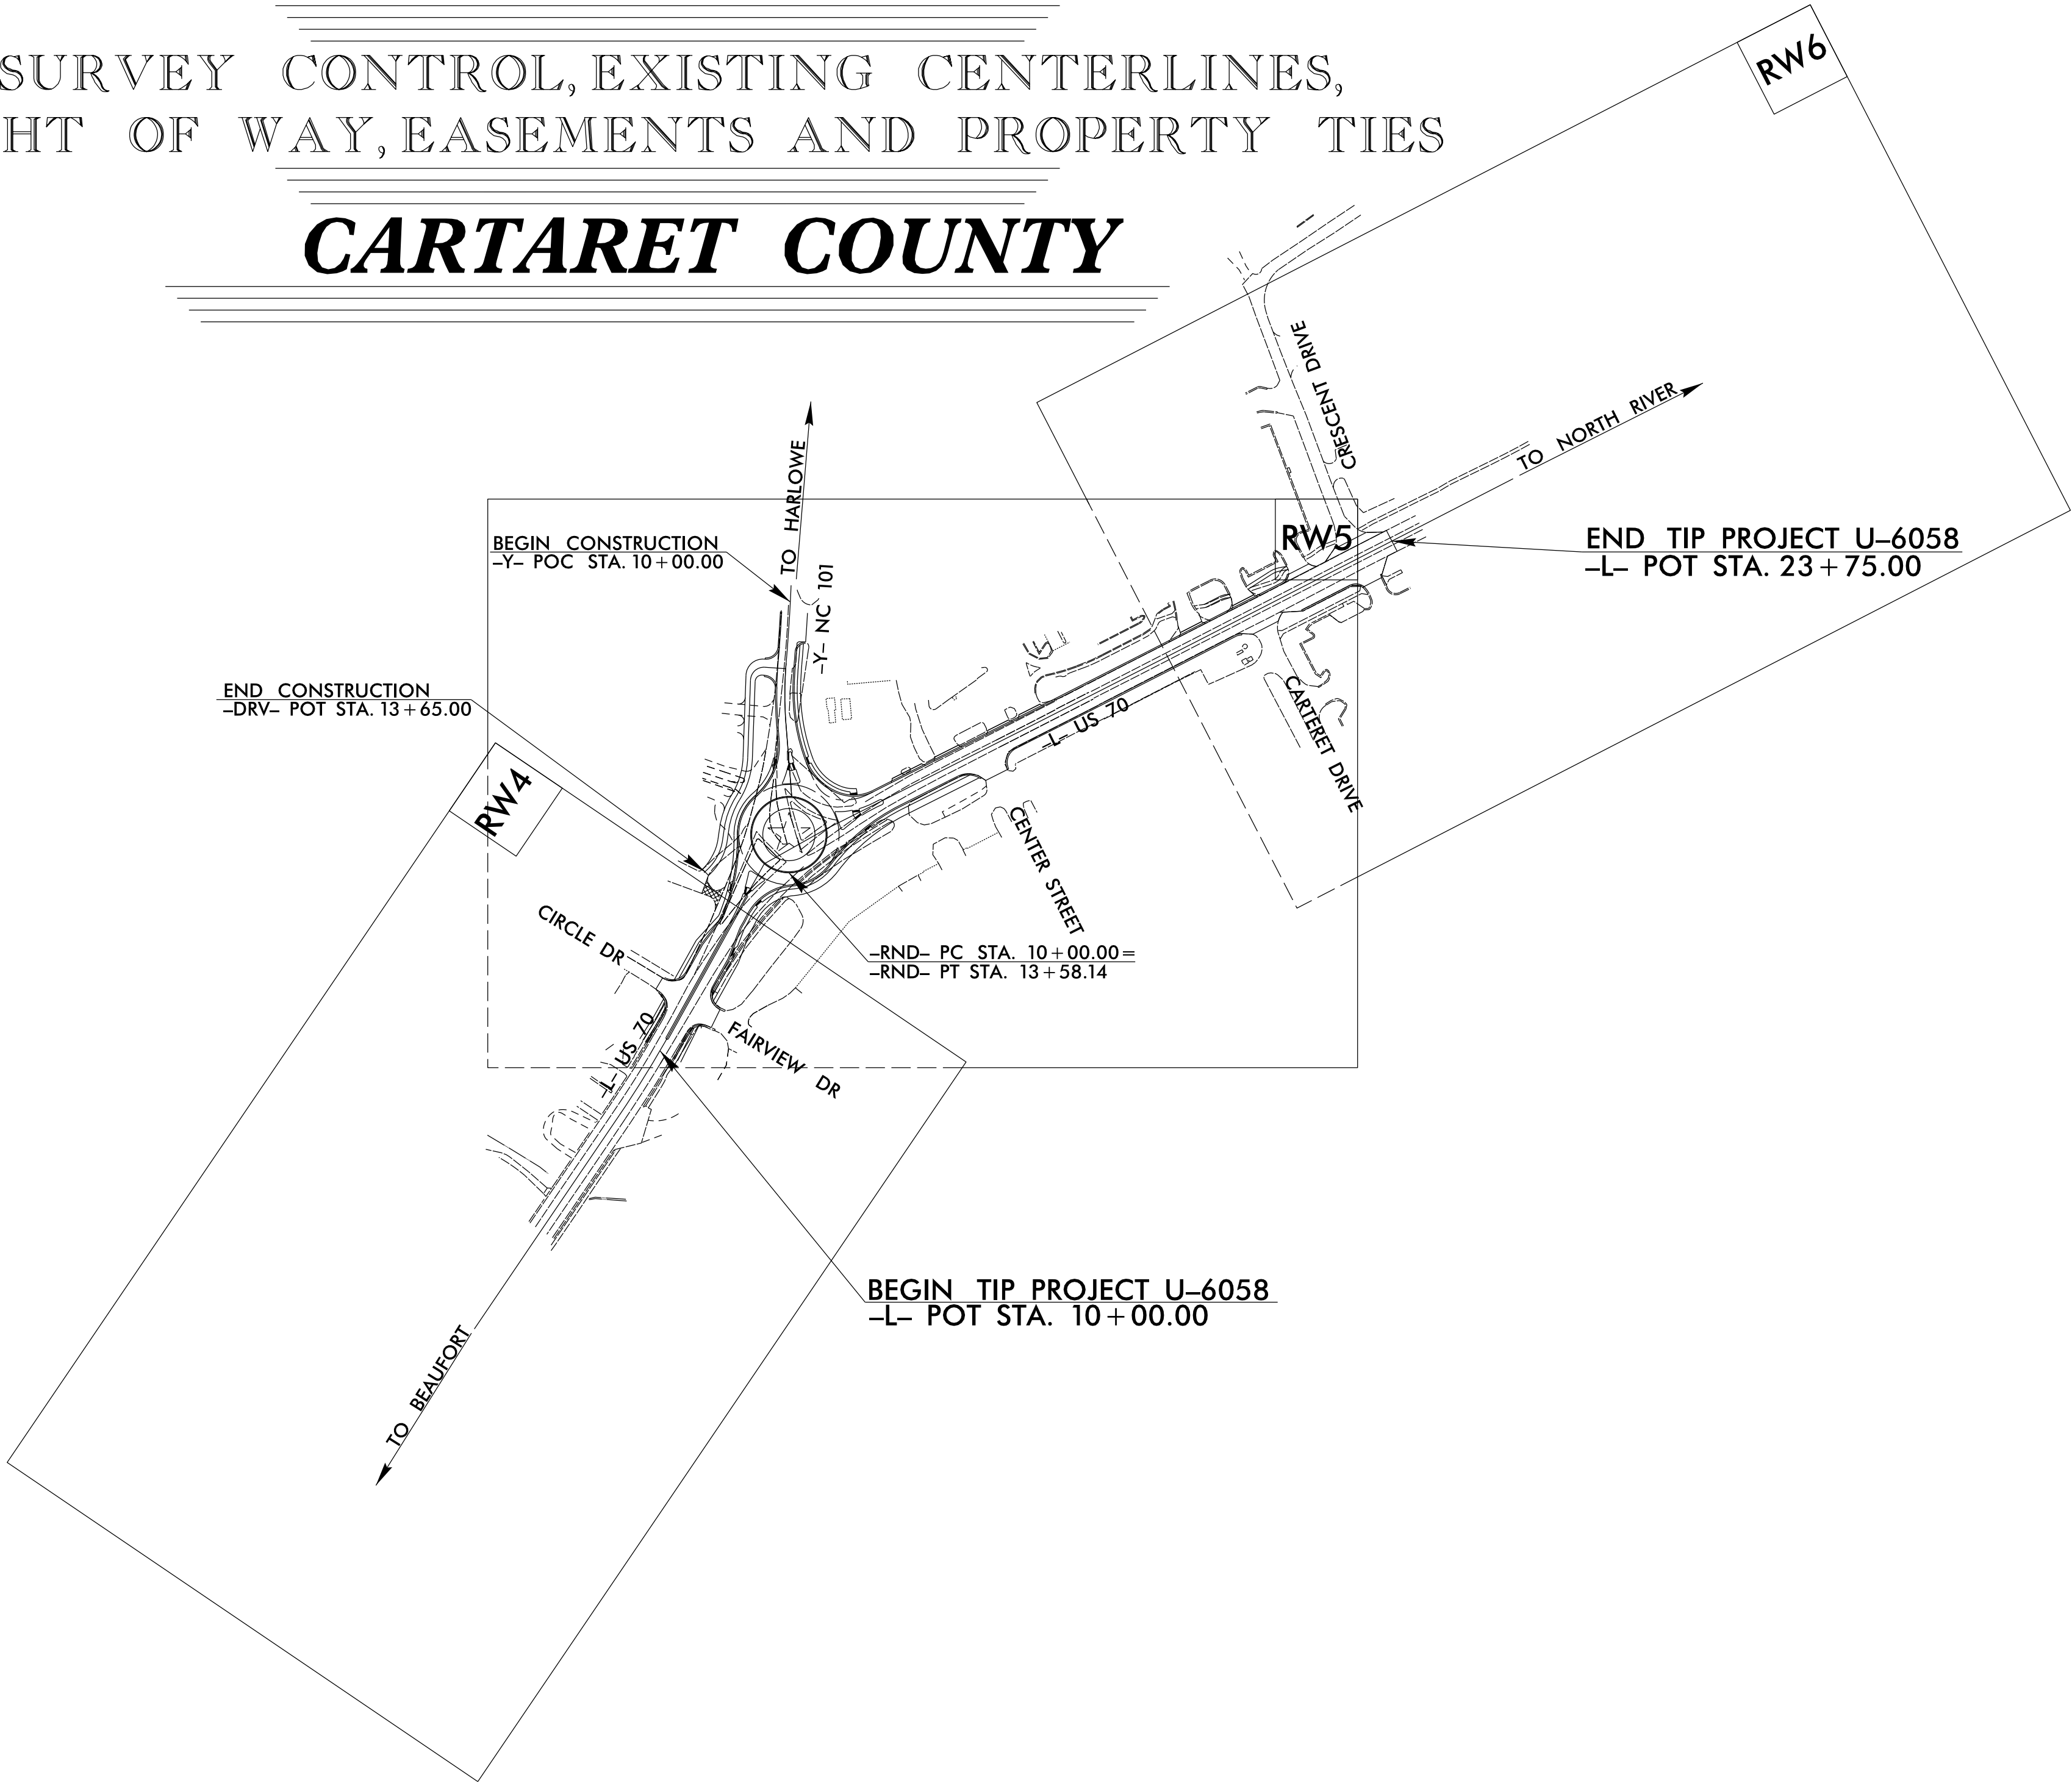 SURVEY CONTROL, EXISTING CENTERLINES,
HT OF WAY, EASEMENTS AND PROPERTY TIES
CARTARET COUNTY
RW6
CRESCENT DRIVE
TO NORTH RIVER
TO HARLOWE
BEGIN CONSTRUCTION
-Y- POC STA. 10+00.00
RW5
END TIP PROJECT U-6058
-L- POT STA. 23+75.00
-Y- NC 101
END CONSTRUCTION
-DRV- POT STA. 13+65.00
-L- US 70
CARTERET DRIVE
RW4
CENTER STREET
CIRCLE DR
-RND- PC STA. 10+00.00=
-RND- PT STA. 13+58.14
-L- US 70
FAIRVIEW DR
BEGIN TIP PROJECT U-6058
-L- POT STA. 10+00.00
TO BEAUFORT